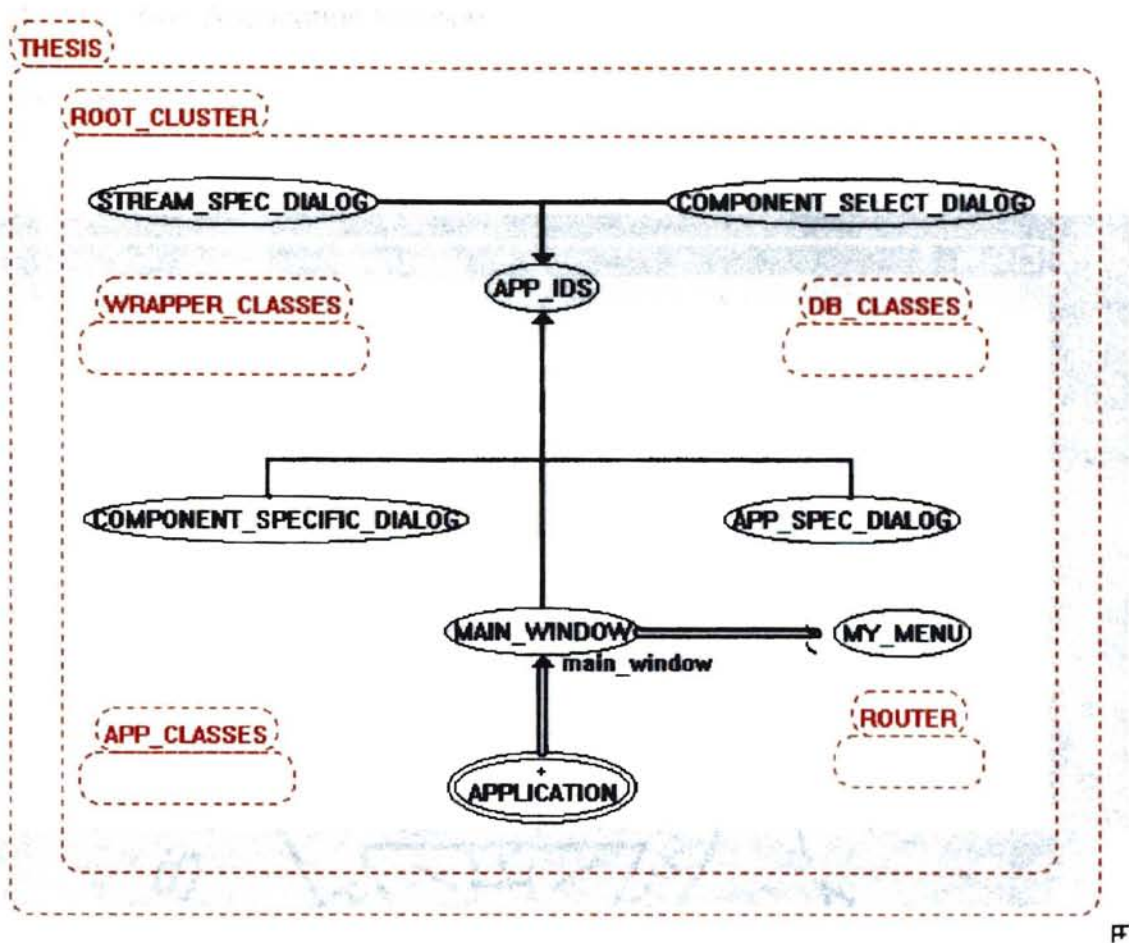 THESIS
ROOT_CLUSTER
STREAM_SPEC_DIALOG
COMPONENT_SELECT_DIALOG
APP_IDS
WRAPPER_CLASSES
DB_CLASSES
COMPONENT_SPECIFIC_DIALOG
APP_SPEC_DIALOG
MAIN_WINDOW
MY_MENU
main_window
APP_CLASSES
ROUTER
+
APPLICATION